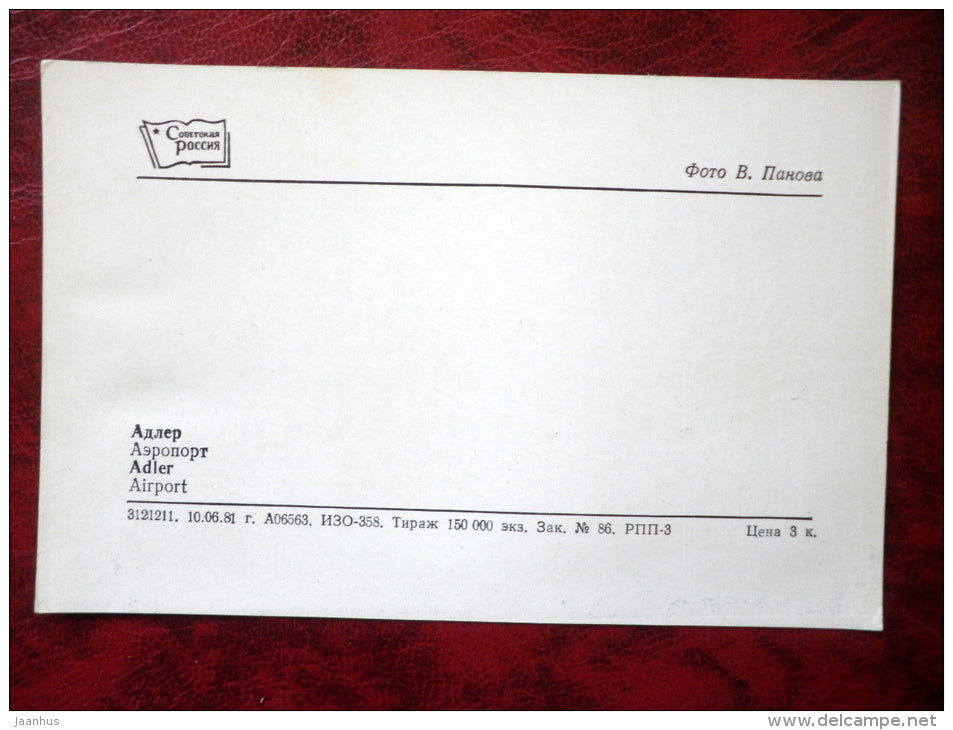 Советская
Россия
Фото В. Панова
Адлер
Аэропорт
Adler
Airport
3121211. 10.06.81 г. А06563. ИЗО-358. Тираж 150 000 экз. Зак. № 86. РПП-3 Цена 3 к.
jaanhus
www.delcampe.net